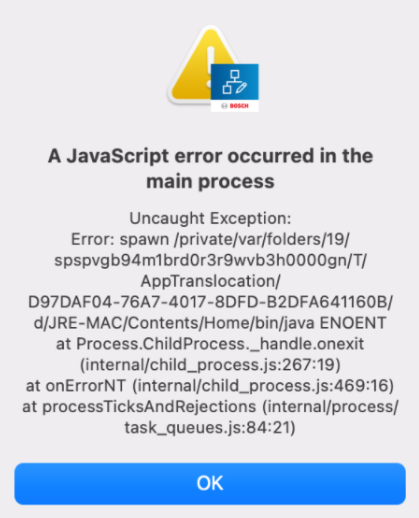 BOSCH
A JavaScript error occurred in the
main process
Uncaught Exception:
Error: spawn /private/var/folders/19/
spspvgb94m1brd0r3r9wvb3h0000gn/T/
AppTranslocation/
D97DAF04-76A7-4017-8DFD-B2DFA641160B/
d/JRE-MAC/Contents/Home/bin/java ENOENT
at Process.ChildProcess._handle.onexit
(internal/child_process.js:267:19)
at onErrorNT (internal/child_process.js:469:16)
at processTicksAndRejections (internal/process/
task_queues.js:84:21)
OK